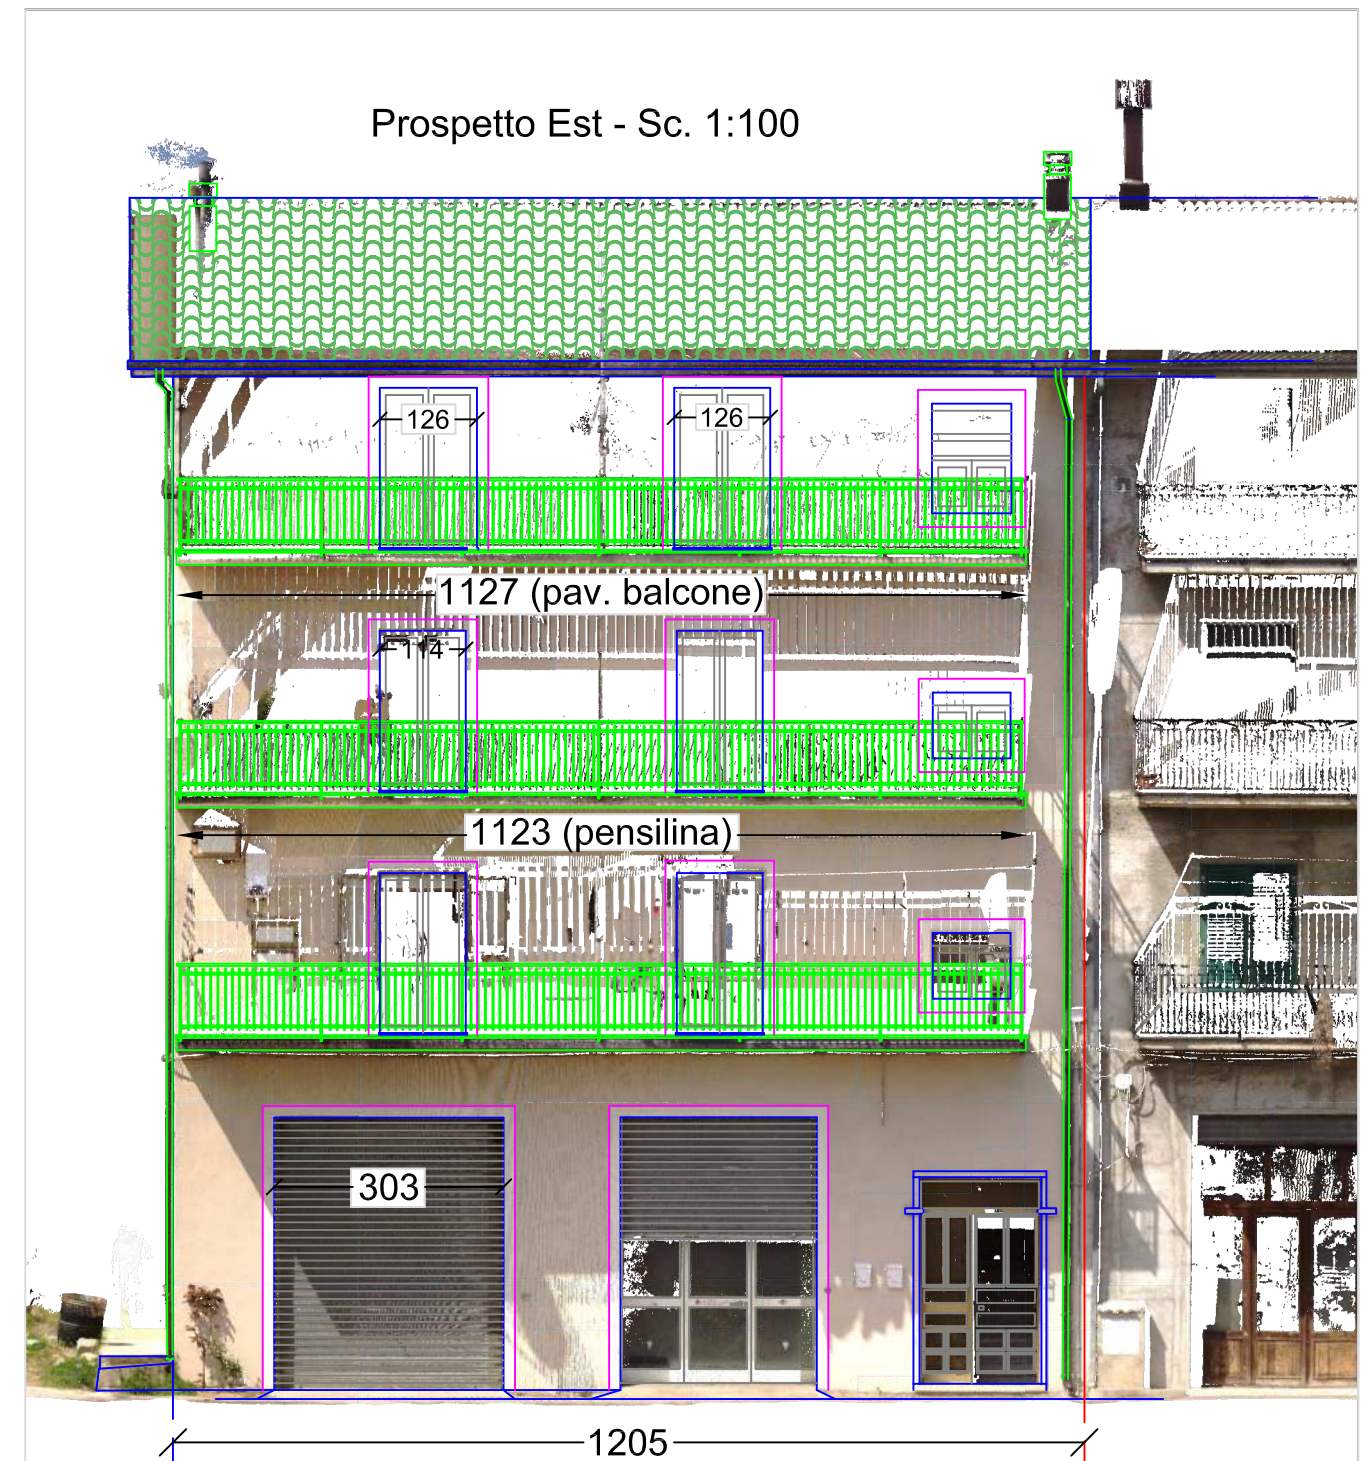 Prospetto Est - Sc. 1:100
126
126
1127 (pav. balcone)
114
1123 (pensilina)
303
1205